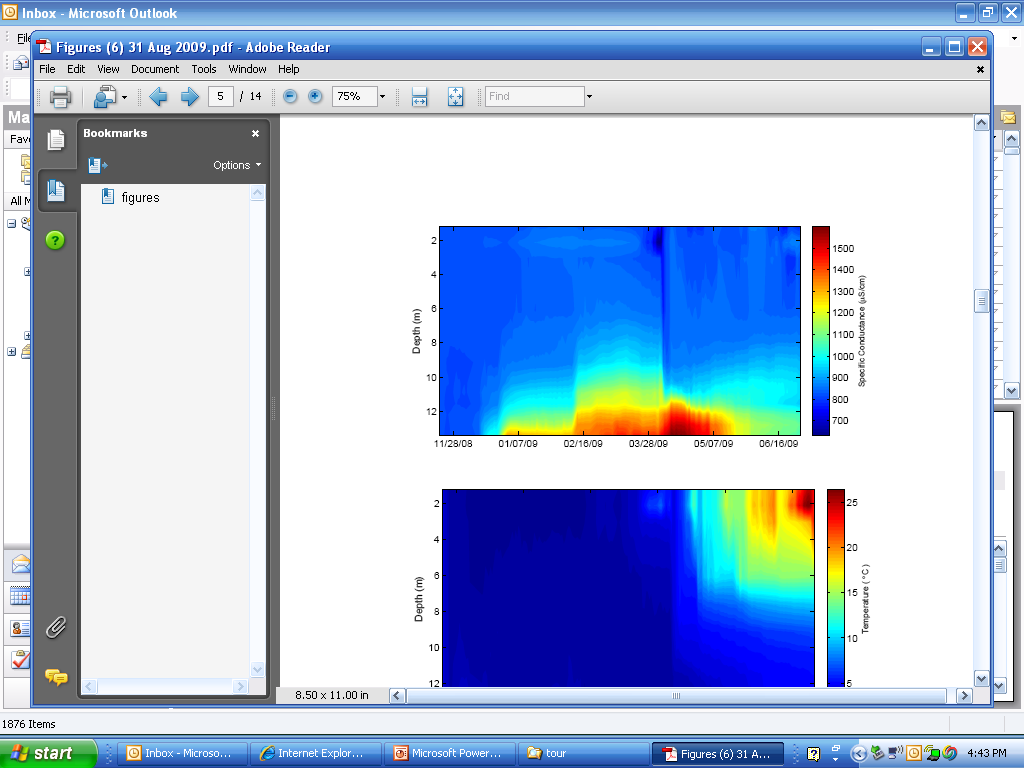 Inbox - Microsoft Outlook
Figures (6) 31 Aug 2009.pdf - Adobe Reader
File Edit View Document Tools Window Help
5 / 14 75% Find
Ma
Fav
All M
Bookmarks
Options
figures
2
4
6
8
10
12
Depth (m)
11/28/08 01/07/09 02/16/09 03/28/09 05/07/09 06/16/09
1500
1400
1300
1200
1100
1000
900
800
700
Specific Conductance (µS/cm)
2
4
6
8
10
12
Depth (m)
25
20
15
10
5
Temperature (°C)
8.50 x 11.00 in
1876 Items
start Inbox - Microso... Internet Explor... Microsoft Power... tour Figures (6) 31 A... 4:43 PM